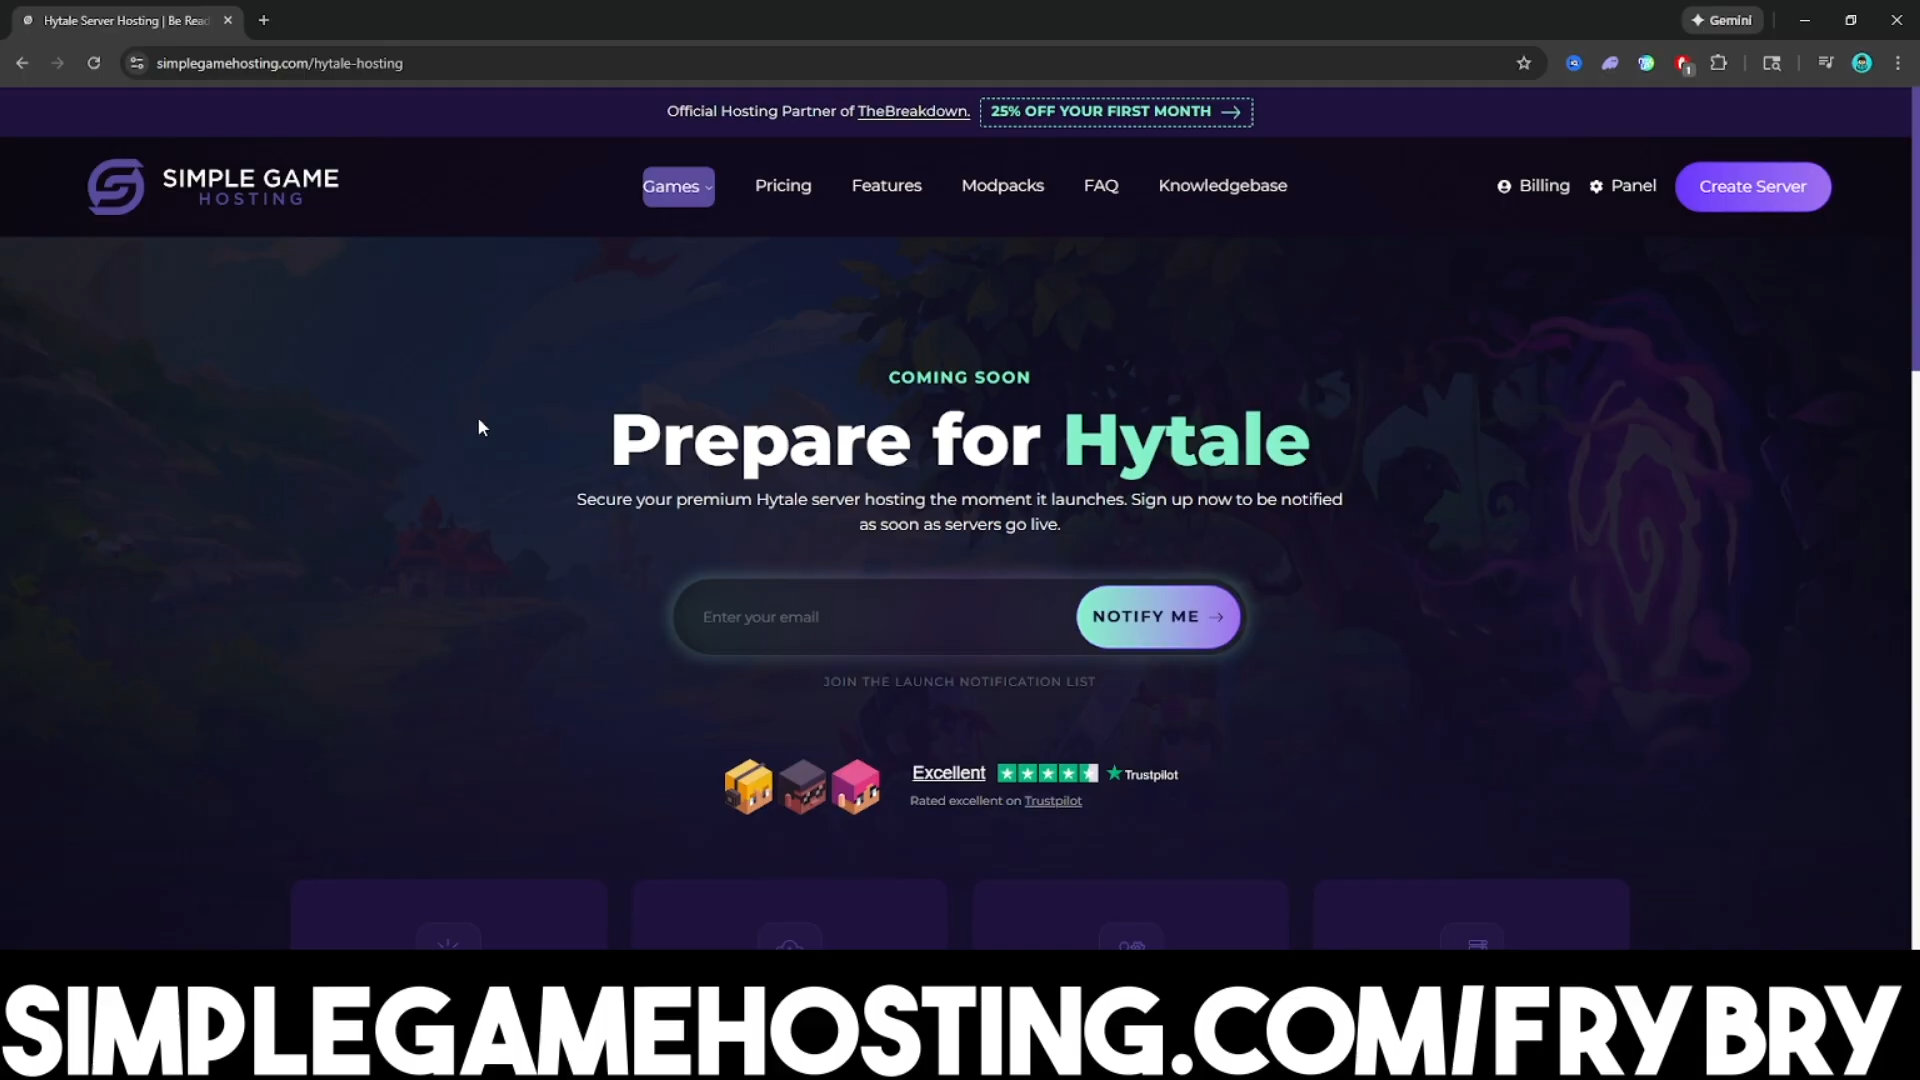 Hytale Server Hosting | Be Read
Gemini
simplegamehosting.com/hytale-hosting
1
Official Hosting Partner of TheBreakdown. 25% OFF YOUR FIRST MONTH
SIMPLE GAME
HOSTING
Games
Pricing
Features
Modpacks
FAQ
Knowledgebase
Billing
Panel
Create Server
COMING SOON
Prepare for Hytale
Secure your premium Hytale server hosting the moment it launches. Sign up now to be notified
as soon as servers go live.
Enter your email
NOTIFY ME
JOIN THE LAUNCH NOTIFICATION LIST
Excellent
Trustpilot
Rated excellent on Trustpilot
SIMPLEGAMEHOSTING.COM/FRYBRY